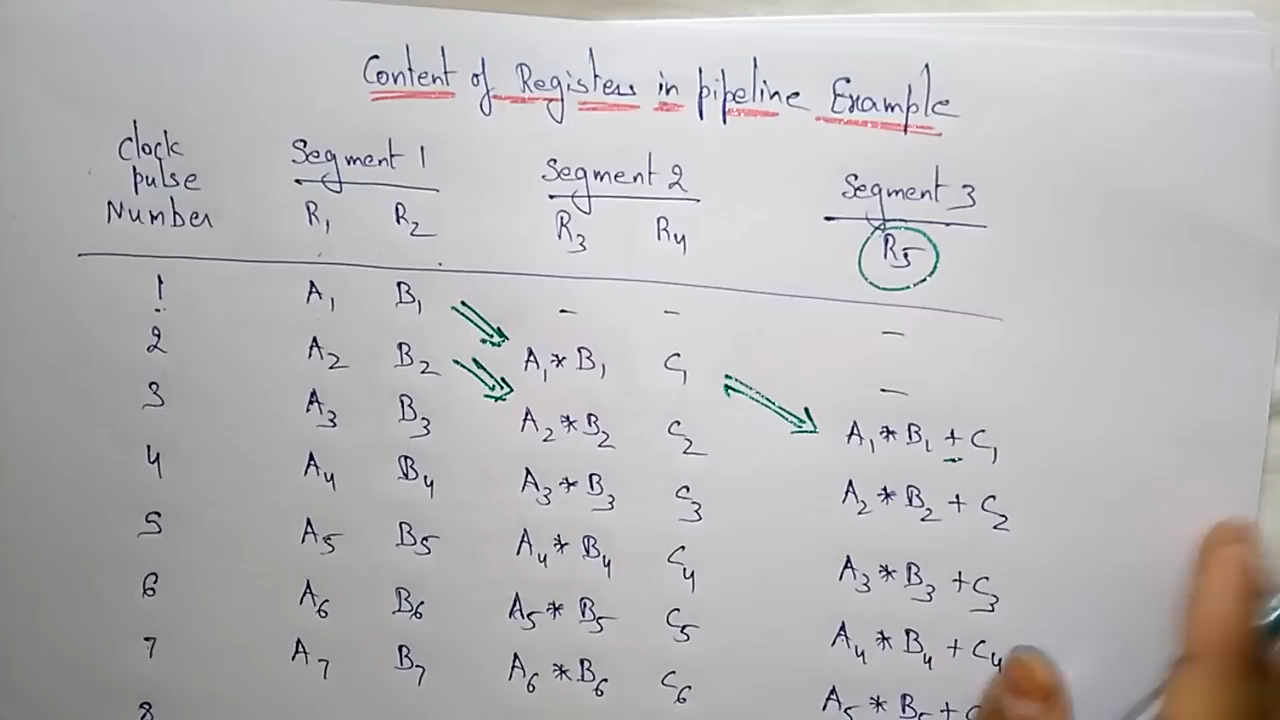 Content of Registers in pipeline Example
Clock pulse Number
Segment 1 Segment 2 Segment 3
R₁ R₂ R₃ R₄ R₅
1 A₁ B₁ - - -
2 A₂ B₂ A₁ * B₁ C₁ -
3 A₃ B₃ A₂ * B₂ C₂ A₁ * B₁ + C₁
4 A₄ B₄ A₃ * B₃ C₃ A₂ * B₂ + C₂
5 A₅ B₅ A₄ * B₄ C₄ A₃ * B₃ + C₃
6 A₆ B₆ A₅ * B₅ C₅ A₄ * B₄ + C₄
7 A₇ B₇ A₆ * B₆ C₆ A₅ * B₅ +
8